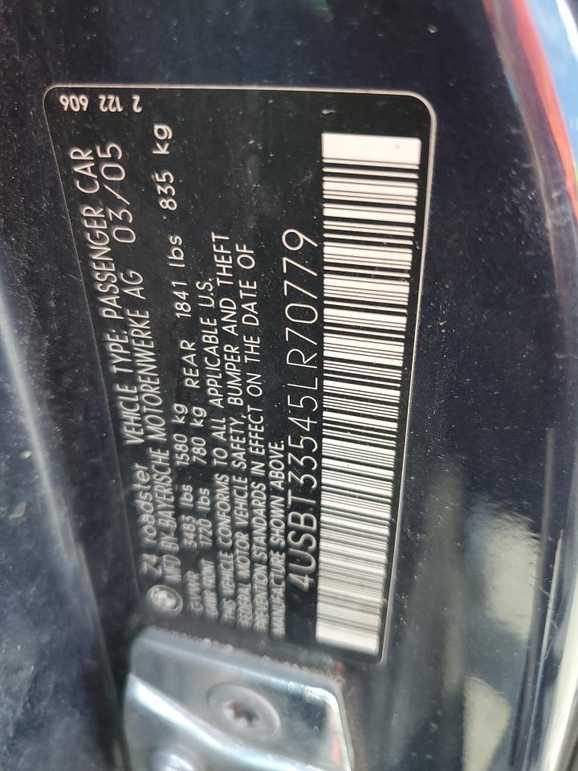 2 122 606
Z4 roadster VEHICLE TYPE: PASSENGER CAR
MFD BY: BAYERISCHE MOTORENWERKE AG 03/05
GVWR 3483 lbs 1580 kg
GAWR FRONT 1720 lbs 780 kg REAR 1841 lbs 835 kg
THIS VEHICLE CONFORMS TO ALL APPLICABLE U.S.
FEDERAL MOTOR VEHICLE SAFETY, BUMPER AND THEFT
PREVENTION STANDARDS IN EFFECT ON THE DATE OF
MANUFACTURE SHOWN ABOVE.
4USBT33545LR70779